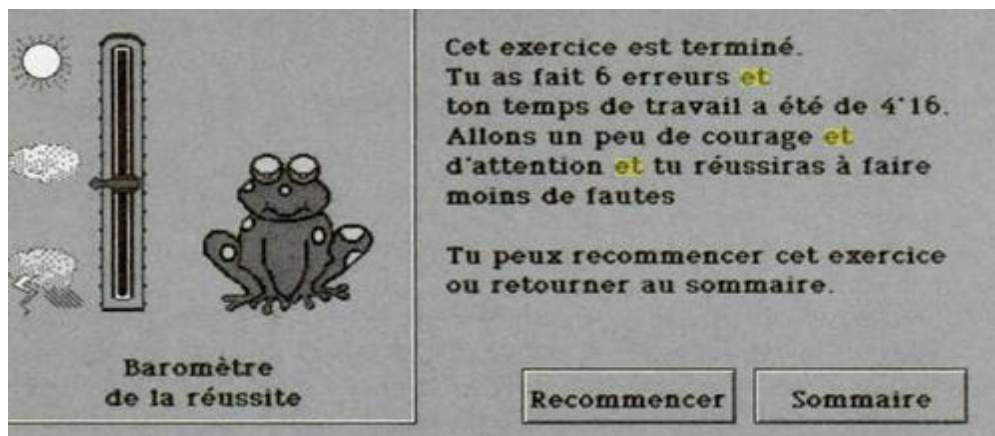 Cet exercice est terminé.
Tu as fait 6 erreurs et
ton temps de travail a été de 4'16.
Allons un peu de courage et
d'attention et tu réussiras à faire
moins de fautes
Tu peux recommencer cet exercice
ou retourner au sommaire.
Baromètre
de la réussite
Recommencer
Sommaire